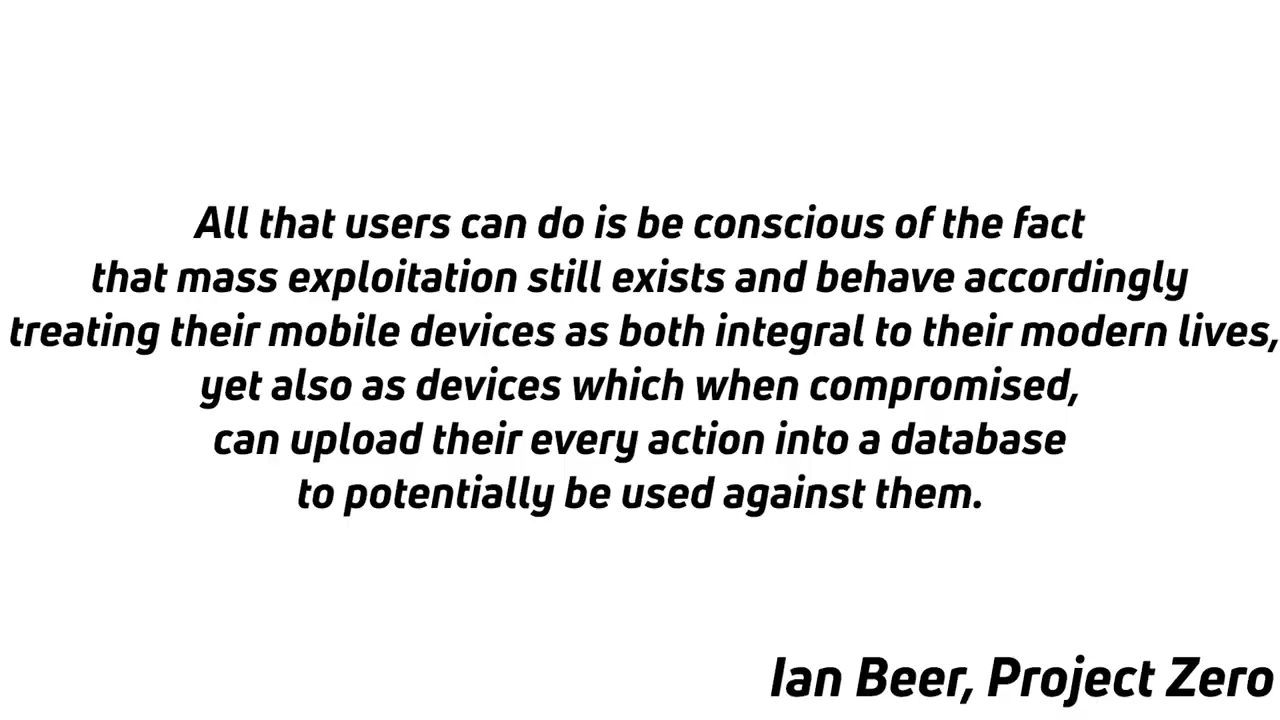 All that users can do is be conscious of the fact
that mass exploitation still exists and behave accordingly
treating their mobile devices as both integral to their modern lives,
yet also as devices which when compromised,
can upload their every action into a database
to potentially be used against them.
Ian Beer, Project Zero